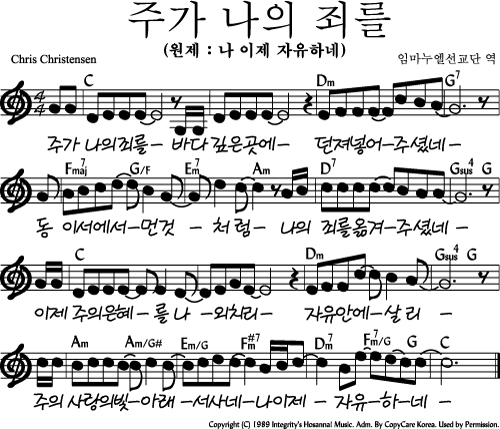 주가 나의 죄를
(원제 : 나 이제 자유하네)
Chris Christensen 임마누엘선교단 역
C Dm G7
주가 나의죄를- 바다 깊은곳에- 던져넣어-주셨네-
Fmaj7 G/F Em7 Am D7 Gsus4 G
동 이서에서-먼것 -처럼- 나의 죄를옮겨-주셨네-
C Dm Gsus4 G
이제 주의은혜-를 나-외치리- 자유안에-살리-
Am Am/G# Em/G F#m7 Dm7 Fm7/G C
주의 사랑의빛-아래-서사네-나이제-자유-하-네
Copyright (C) 1989 Integrity's Hosanna! Music. Adm. By CopyCare Korea. Used by Permission.